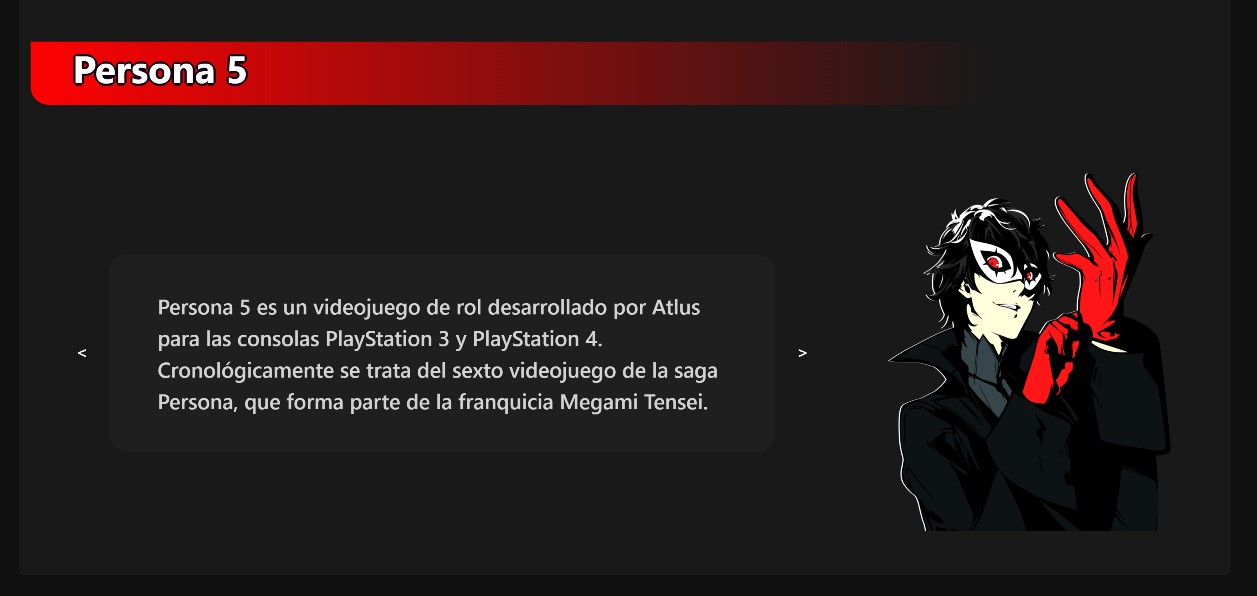 Persona 5
Persona 5 es un videojuego de rol desarrollado por Atlus
para las consolas PlayStation 3 y PlayStation 4.
Cronológicamente se trata del sexto videojuego de la saga
Persona, que forma parte de la franquicia Megami Tensei.
<
>